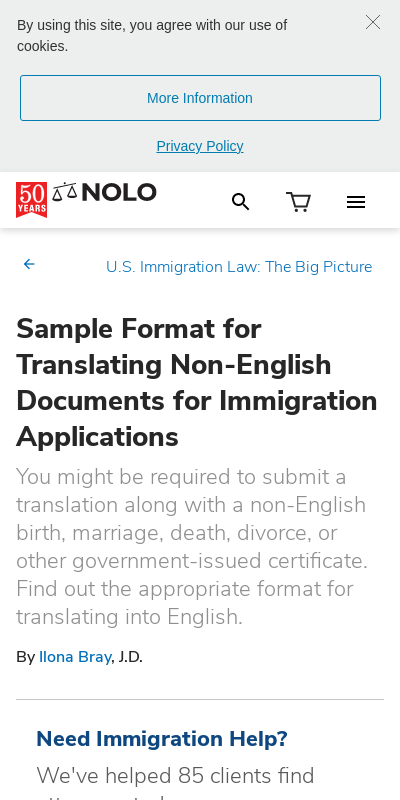 By using this site, you agree with our use of
cookies.
More Information
Privacy Policy
50
YEARS
NOLO
U.S. Immigration Law: The Big Picture
Sample Format for
Translating Non-English
Documents for Immigration
Applications
You might be required to submit a
translation along with a non-English
birth, marriage, death, divorce, or
other government-issued certificate.
Find out the appropriate format for
translating into English.
By Ilona Bray, J.D.
Need Immigration Help?
We've helped 85 clients find